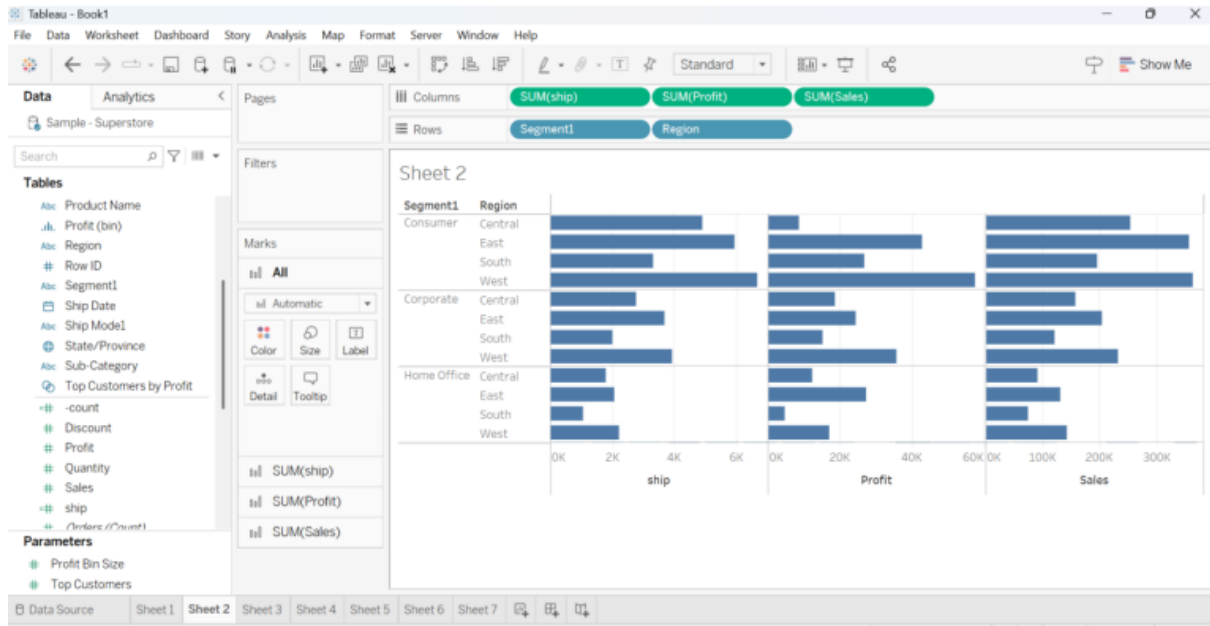 Tableau - Book1
File Data Worksheet Dashboard Story Analysis Map Format Server Window Help
Standard
Show Me
Data Analytics
Sample - Superstore
Search
Tables
Product Name
Profit (bin)
Region
Row ID
Segment1
Ship Date
Ship Mode1
State/Province
Sub-Category
Top Customers by Profit
-count
Discount
Profit
Quantity
Sales
ship
Orders (Count)
Parameters
Profit Bin Size
Top Customers
Pages
Filters
Marks
All
Automatic
Color Size Label
Detail Tooltip
SUM(ship)
SUM(Profit)
SUM(Sales)
Columns SUM(ship) SUM(Profit) SUM(Sales)
Rows Segment1 Region
Sheet 2
Segment1 Region
Consumer Central
East
South
West
Corporate Central
East
South
West
Home Office Central
East
South
West
0K 2K 4K 6K 0K 20K 40K 60K 0K 100K 200K 300K
ship Profit Sales
Data Source Sheet 1 Sheet 2 Sheet 3 Sheet 4 Sheet 5 Sheet 6 Sheet 7